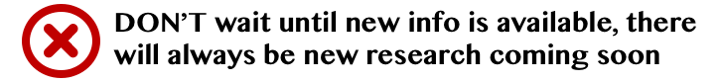 DON'T wait until new info is available, there
will always be new research coming soon